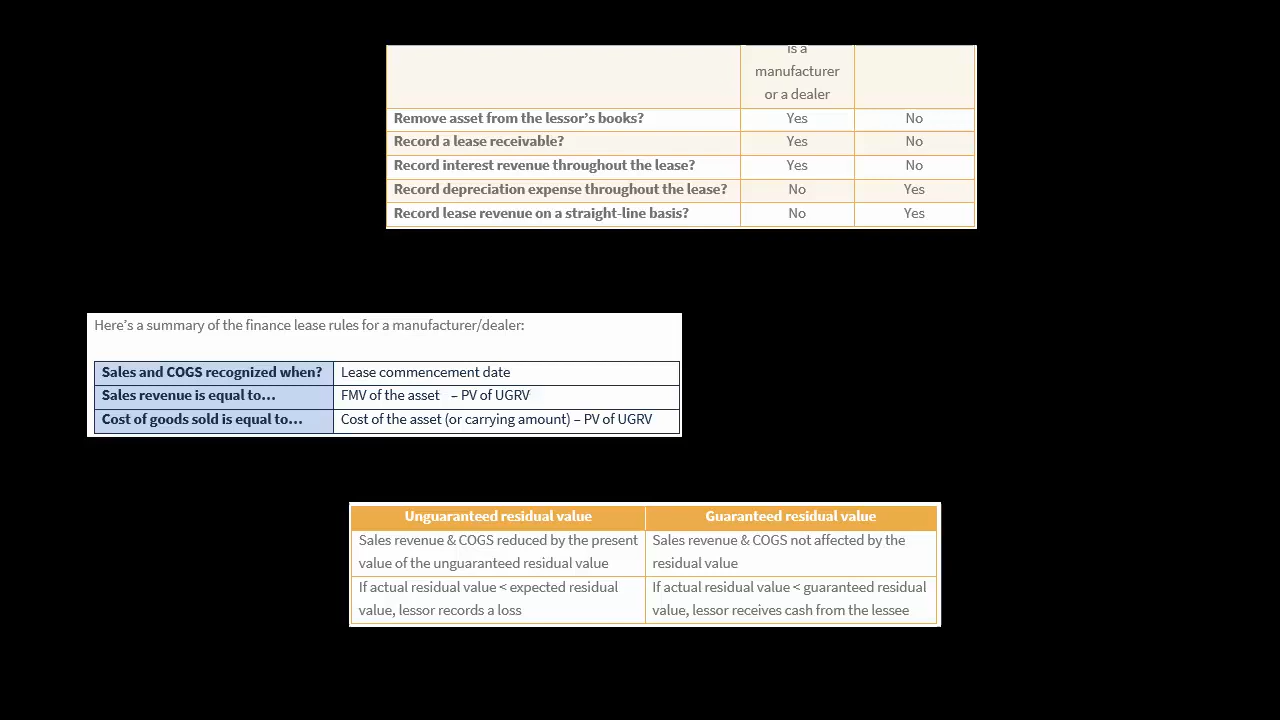 is a
manufacturer
or a dealer
Remove asset from the lessor's books? Yes No
Record a lease receivable? Yes No
Record interest revenue throughout the lease? Yes No
Record depreciation expense throughout the lease? No Yes
Record lease revenue on a straight-line basis? No Yes
Here's a summary of the finance lease rules for a manufacturer/dealer:
Sales and COGS recognized when? Lease commencement date
Sales revenue is equal to... FMV of the asset – PV of UGRV
Cost of goods sold is equal to... Cost of the asset (or carrying amount) – PV of UGRV
Unguaranteed residual value Guaranteed residual value
Sales revenue & COGS reduced by the present
value of the unguaranteed residual value
Sales revenue & COGS not affected by the
residual value
If actual residual value < expected residual
value, lessor records a loss
If actual residual value < guaranteed residual
value, lessor receives cash from the lessee